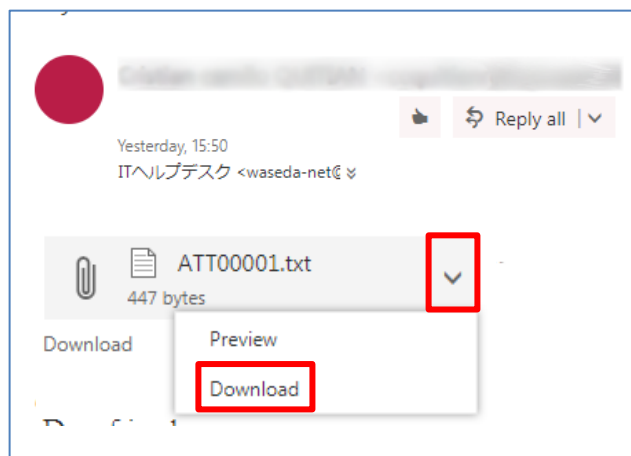 Reply all
Yesterday, 15:50
ITヘルプデスク <waseda-net@
ATT00001.txt
447 bytes
Download
Preview
Download